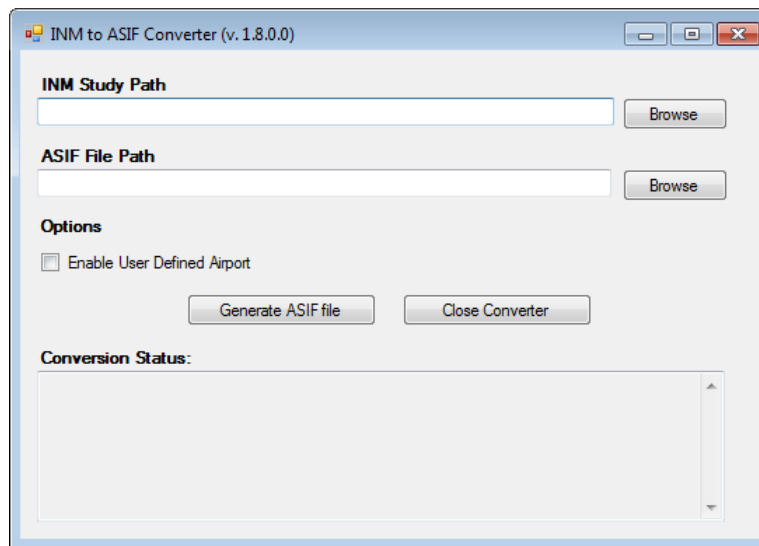 INM to ASIF Converter (v. 1.8.0.0)
INM Study Path
Browse
ASIF File Path
Browse
Options
Enable User Defined Airport
Generate ASIF file Close Converter
Conversion Status: